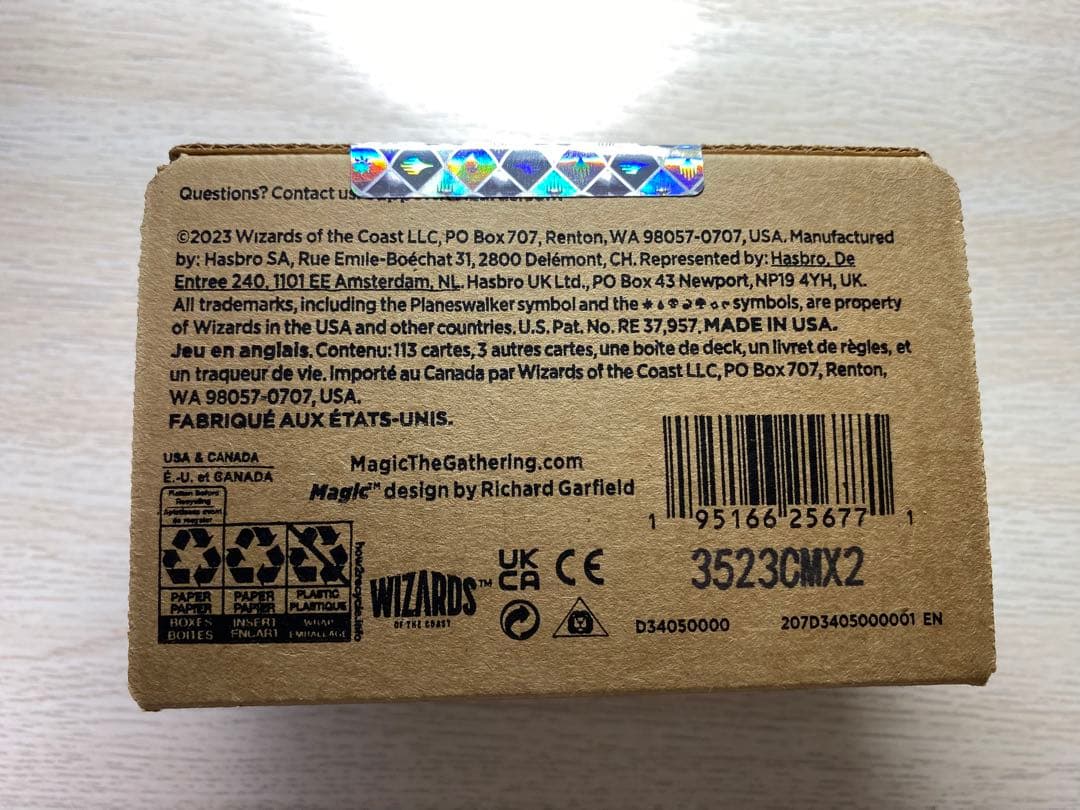 Questions? Contact us
©2023 Wizards of the Coast LLC, PO Box 707, Renton, WA 98057-0707, USA. Manufactured
by: Hasbro SA, Rue Emile-Boéchat 31, 2800 Delémont, CH. Represented by: Hasbro, De
Entree 240, 1101 EE Amsterdam, NL. Hasbro UK Ltd., PO Box 43 Newport, NP19 4YH, UK.
All trademarks, including the Planeswalker symbol and the symbols, are property
of Wizards in the USA and other countries. U.S. Pat. No. RE 37,957. MADE IN USA.
Jeu en anglais. Contenu: 113 cartes, 3 autres cartes, une boîte de deck, un livret de règles, et
un traqueur de vie. Importé au Canada par Wizards of the Coast LLC, PO Box 707, Renton,
WA 98057-0707, USA.
FABRIQUÉ AUX ÉTATS-UNIS.
USA & CANADA
É.-U. et CANADA
MagicTheGathering.com
Magic™ design by Richard Garfield
PAPER PAPER PLASTIC
PAPIER PAPIER PLASTIQUE
BOXES INSERT WRAP
BOITES ENCART EMBALLAGE
how2recycle.info
WIZARDS™
OF THE COAST
UK
CA
CE
1 95166 25677 1
3523CMX2
D34050000
207D3405000001 EN